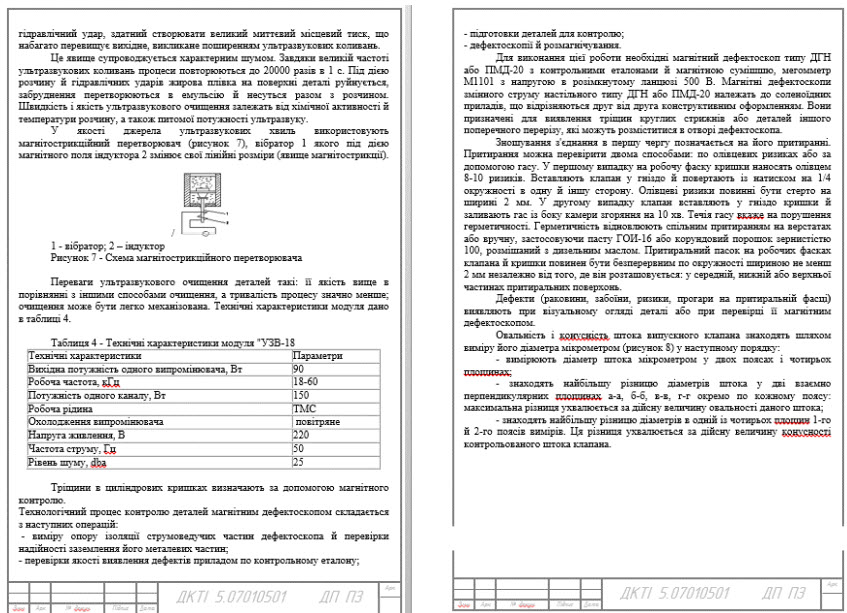 гідравлічний удар, здатний створювати великий миттєвий місцевий тиск, що
набагато перевищує вихідне, викликане поширенням ультразвукових коливань.
Це явище супроводжується характерним шумом. Завдяки великій частоті
ультразвукових коливань процеси повторюються до 20000 разів в 1 с. Під дією
розчину й гідравлічних ударів жирова плівка на поверхні деталі руйнується,
забруднення перетворюються в емульсію й несуться разом з розчином.
Швидкість і якість ультразвукового очищення залежать від хімічної активності й
температури розчину, а також питомої потужності ультразвуку.
У якості джерела ультразвукових хвиль використовують
магнітострикційний перетворювач (рисунок 7), вібратор 1 якого під дією
магнітного поля індуктора 2 змінює свої лінійні розміри (явище магнітострикції).
1 - вібратор; 2 – індуктор
Рисунок 7 - Схема магнітострикційного перетворювача
Переваги ультразвукового очищення деталей такі: її якість вище в
порівнянні з іншими способами очищення, а тривалість процесу значно менше;
очищення може бути легко механізована. Технічні характеристики модуля дано
в таблиці 4.
Таблиця 4 - Технічні характеристики модуля "УЗВ-18
Технічні характеристики Параметри
Вихідна потужність одного випромінювача, Вт 90
Робоча частота, кГц 18-60
Потужність одного каналу, Вт 150
Робоча рідина ТМС
Охолодження випромінювача повітряне
Напруга живлення, В 220
Частота струму, Гц 50
Рівень шуму, dba 25
Тріщини в циліндрових кришках визначають за допомогою магнітного
контролю.
Технологічний процес контролю деталей магнітним дефектоскопом складається
з наступних операцій:
- виміру опору ізоляції струмоведучих частин дефектоскопа й перевірки
надійності заземлення його металевих частин;
- перевірки якості виявлення дефектів приладом по контрольному еталону;
ДКТІ 5.07010501 ДП ПЗ
Арк.
Змн. Арк. № докум. Підпис Дата
- підготовки деталей для контролю;
- дефектоскопії й розмагнічування.
Для виконання цієї роботи необхідні магнітний дефектоскоп типу ДГН
або ПМД-20 з контрольними еталонами й магнітною сумішшю, мегомметр
М1101 з напругою в розімкнутому ланцюзі 500 В. Магнітні дефектоскопи
змінного струму настільного типу ДГН або ПМД-20 належать до соленоїдних
приладів, що відрізняються друг від друга конструктивним оформленням. Вони
призначені для виявлення тріщин круглих стрижнів або деталей іншого
поперечного перерізу, які можуть розміститися в отворі дефектоскопа.
Зношування з'єднання в першу чергу позначається на його притиранні.
Притирання можна перевірити двома способами: по олівцевих ризиках або за
допомогою гасу. У першому випадку на робочу фаску кришки наносять олівцем
8-10 ризиків. Вставляють клапан у гніздо й повертають із натиском на 1/4
окружності в одну й іншу сторону. Олівцеві ризики повинні бути стерто на
ширині 2 мм. У другому випадку клапан вставляють у гніздо кришки й
заливають гас із боку камери згоряння на 10 хв. Течія гасу вкаже на порушення
герметичності. Герметичність відновлюють спільним притиранням на верстатах
або вручну, застосовуючи пасту ГОИ-16 або корундовий порошок зернистістю
100, розмішаний з дизельним маслом. Притиральний пасок на робочих фасках
клапана й кришки повинен бути безперервним по окружності шириною не менш
2 мм незалежно від того, де він розташовується: у середній, нижній або верхньої
частинах притиральних поверхонь.
Дефекти (раковини, забоїни, ризики, прогари на притиральній фасці)
виявляють при візуальному огляді деталі або при перевірці її магнітним
дефектоскопом.
Овальність і конусність штока випускного клапана знаходять шляхом
виміру його діаметра мікрометром (рисунок 8) у наступному порядку:
- вимірюють діаметр штока мікрометром у двох поясах і чотирьох
площинах;
- знаходять найбільшу різницю діаметрів штока у дві взаємно
перпендикулярних площинах а-а, б-б, в-в, г-г окремо по кожному поясу:
максимальна різниця ухвалюється за дійсну величину овальності даного штока;
- знаходять найбільшу різницю діаметрів в одній із чотирьох площин 1-го
й 2-го поясів вимірів. Ця різниця ухвалюється за дійсну величину конусності
контрольованого штока клапана.
ДКТІ 5.07010501 ДП ПЗ
Арк.
Змн. Арк. № докум. Підпис Дата